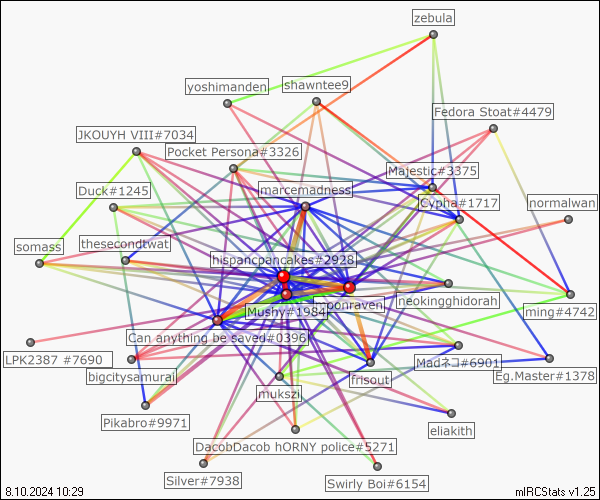 zebula
yoshimanden
shawntee9
Fedora Stoat#4479
JKOUYH VIII#7034
Pocket Persona#3326
Majestic#3375
Duck#1245
marcemadness
Cypha#1717
normalwan
somass
thesecondtwat
hispancpancakes#2928
neokingghidorah
Mushy#1984
moonraven
ming#4742
Can anything be saved#0396
LPK2387 #7690
bigcitysamurai
frisout
Madネコ#6901
Eg.Master#1378
mukszi
Pikabro#9971
eliakith
DacobDacob hORNY police#5271
Silver#7938
Swirly Boi#6154
8.10.2024 10:29
mIRCStats v1.25